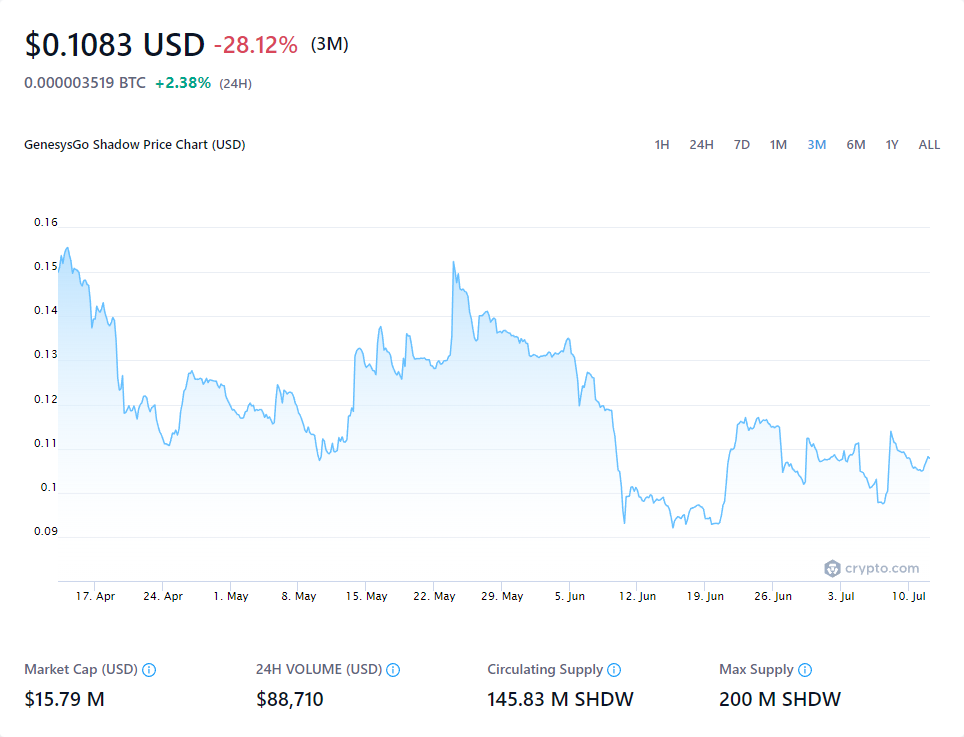 $0.1083 USD -28.12% (3M)
0.000003519 BTC +2.38% (24H)
GenesysGo Shadow Price Chart (USD) 1H 24H 7D 1M 3M 6M 1Y ALL
0.16
0.15
0.14
0.13
0.12
0.11
0.1
0.09
crypto.com
17. Apr 24. Apr 1. May 8. May 15. May 22. May 29. May 5. Jun 12. Jun 19. Jun 26. Jun 3. Jul 10. Jul
Market Cap (USD) 24H VOLUME (USD) Circulating Supply Max Supply
$15.79 M $88,710 145.83 M SHDW 200 M SHDW